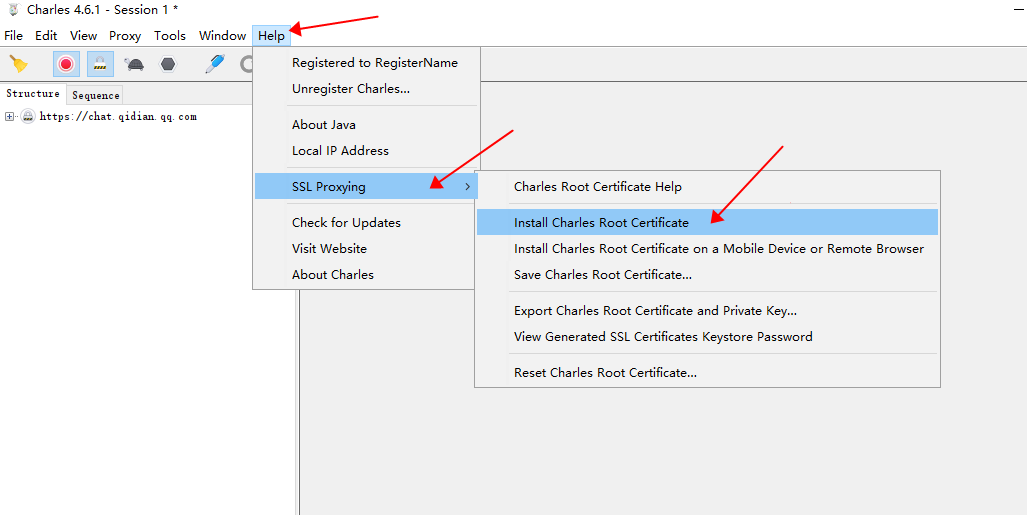 Charles 4.6.1 - Session 1 *
File Edit View Proxy Tools Window Help
Structure Sequence
https://chat.qidian.qq.com
Registered to RegisterName
Unregister Charles...
About Java
Local IP Address
SSL Proxying
Check for Updates
Visit Website
About Charles
Charles Root Certificate Help
Install Charles Root Certificate
Install Charles Root Certificate on a Mobile Device or Remote Browser
Save Charles Root Certificate...
Export Charles Root Certificate and Private Key...
View Generated SSL Certificates Keystore Password
Reset Charles Root Certificate...